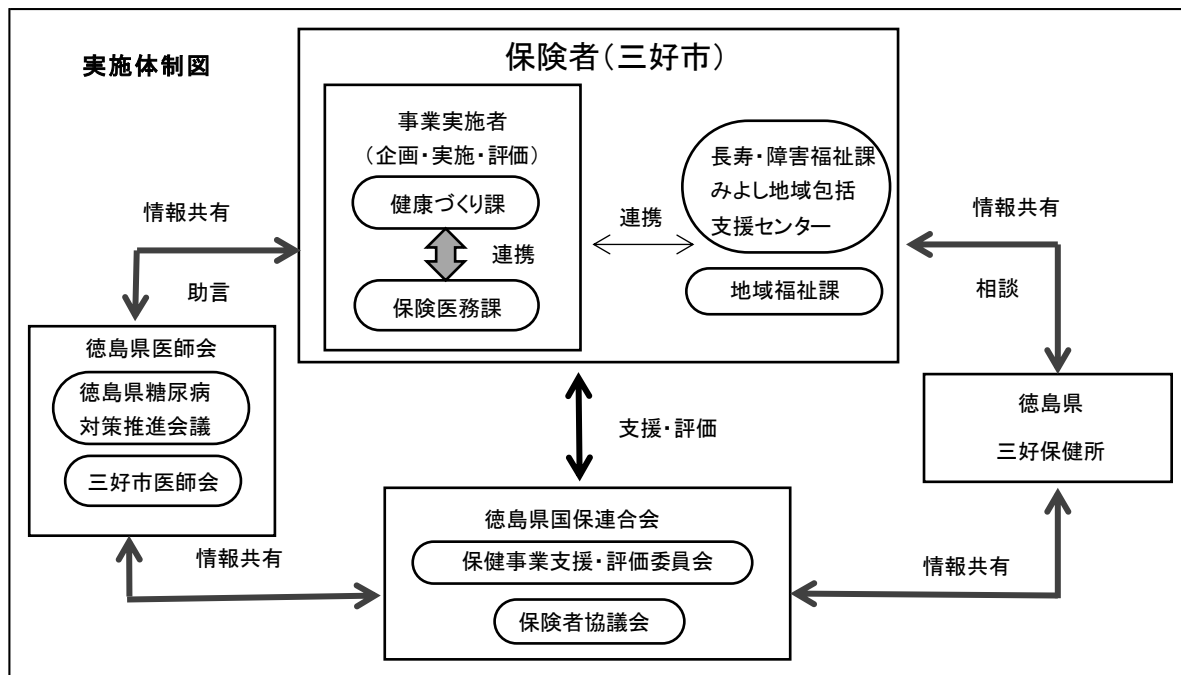 実施体制図
保険者(三好市)
事業実施者
(企画・実施・評価)
健康づくり課
連携
保険医務課
連携
長寿・障害福祉課
みよし地域包括
支援センター
地域福祉課
情報共有
助言
情報共有
相談
徳島県医師会
徳島県糖尿病
対策推進会議
三好市医師会
支援・評価
徳島県
三好保健所
徳島県国保連合会
保健事業支援・評価委員会
保険者協議会
情報共有
情報共有